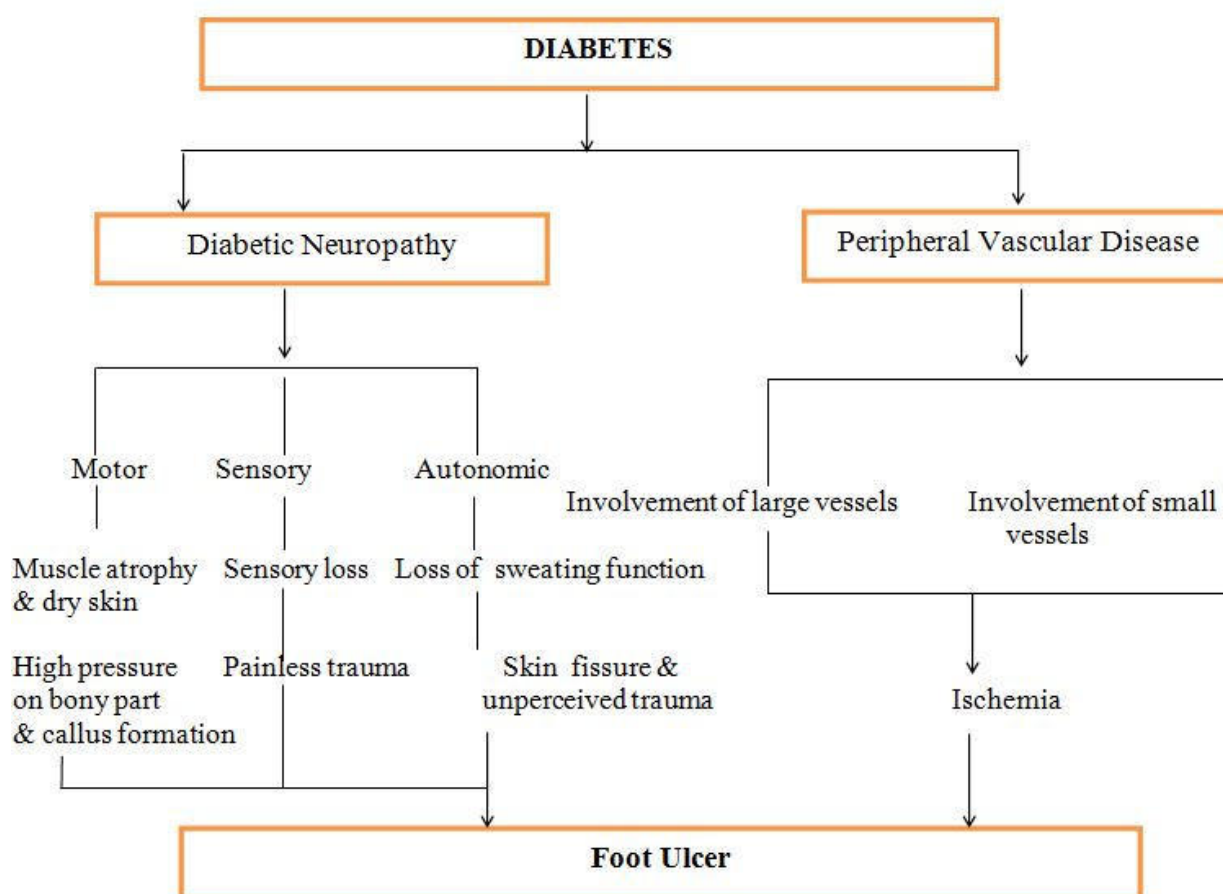 DIABETES
Diabetic Neuropathy
Peripheral Vascular Disease
Motor
Sensory
Autonomic
Involvement of large vessels
Involvement of small
vessels
Muscle atrophy
& dry skin
Sensory loss
Loss of sweating function
High pressure
on bony part
& callus formation
Painless trauma
Skin fissure &
unperceived trauma
Ischemia
Foot Ulcer